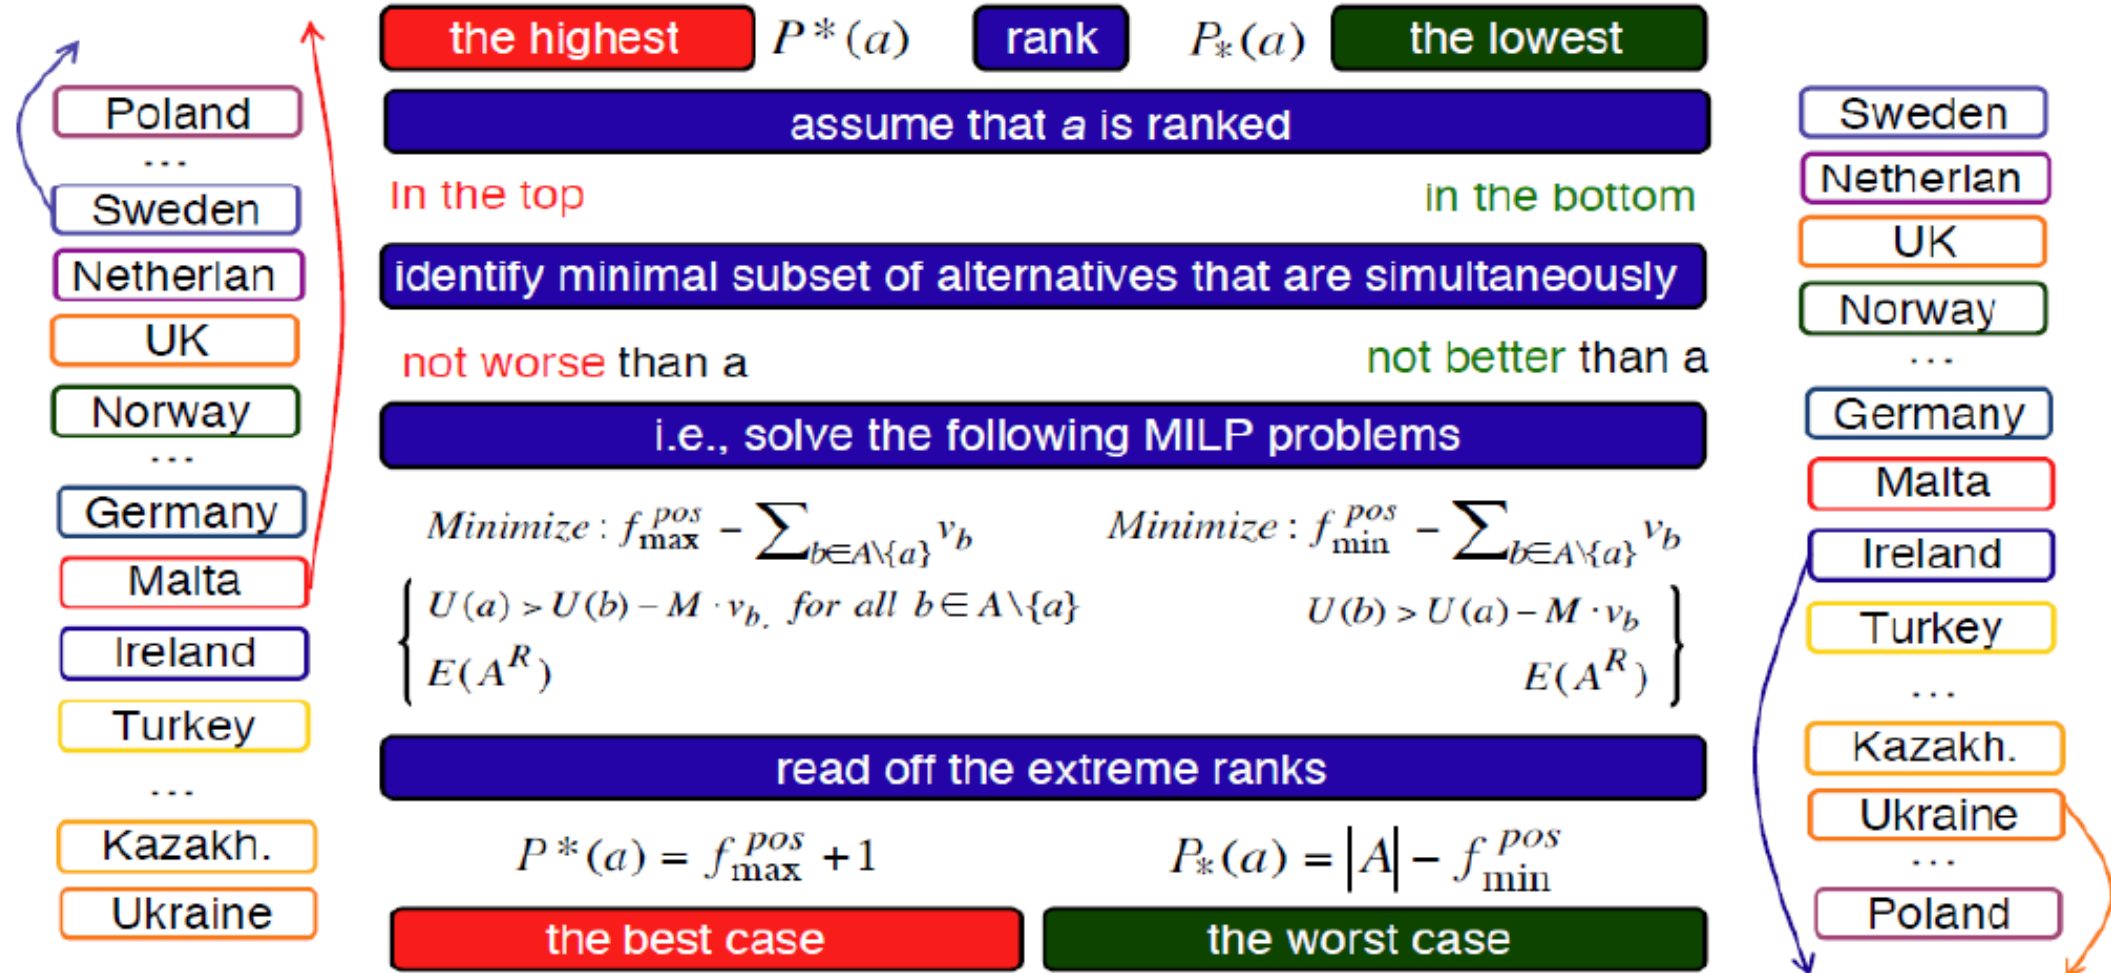 the highest P*(a) rank P*(a) the lowest
Poland
...
Sweden
Netherlan
UK
Norway
...
Germany
Malta
Ireland
Turkey
...
Kazakh.
Ukraine
assume that a is ranked
In the top
in the bottom
identify minimal subset of alternatives that are simultaneously
not worse than a
not better than a
i.e., solve the following MILP problems
Minimize : f_max^pos − ∑_{b∈A\{a}} v_b
{ U(a) > U(b) − M · v_b, for all b ∈ A\{a}
E(A^R)
Minimize : f_min^pos − ∑_{b∈A\{a}} v_b
U(b) > U(a) − M · v_b }
E(A^R)
read off the extreme ranks
P*(a) = f_max^pos + 1
P_*(a) = |A| − f_min^pos
the best case
the worst case
Sweden
Netherlan
UK
Norway
...
Germany
Malta
Ireland
Turkey
...
Kazakh.
Ukraine
...
Poland